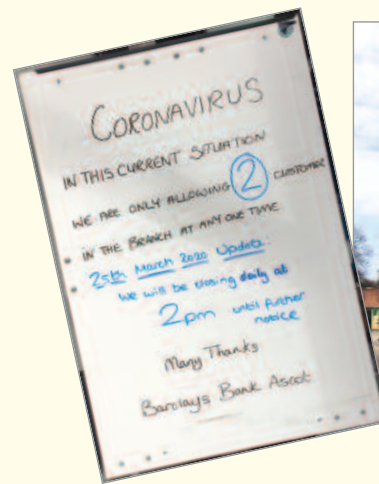 CORONAVIRUS
IN THIS CURRENT SITUATION
WE ARE ONLY ALLOWING 2 CUSTOMER
IN THE BRANCH AT ANY ONE TIME
25th March 2020 Update:
We will be closing daily at
2pm until further
notice
Many Thanks
Barclays Bank Ascot